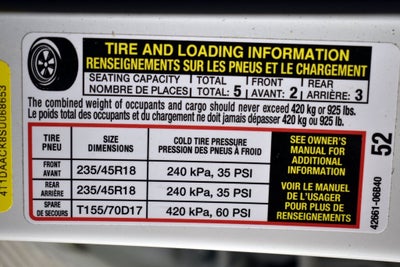 TIRE AND LOADING INFORMATION
RENSEIGNEMENTS SUR LES PNEUS ET LE CHARGEMENT
SEATING CAPACITY TOTAL FRONT REAR
NOMBRE DE PLACES TOTAL: 5 AVANT: 2 ARRIÈRE: 3
The combined weight of occupants and cargo should never exceed 420 kg or 925 lbs.
Le poids total des occupants et du chargement ne doit jamais dépasser 420 kg ou 925 lb.
TIRE SIZE COLD TIRE PRESSURE
PNEU DIMENSIONS PRESSION DES PNEUS À FROID
FRONT
AVANT 235/45R18 240 kPa, 35 PSI
REAR
ARRIÈRE 235/45R18 240 kPa, 35 PSI
SPARE
DE SECOURS T155/70D17 420 kPa, 60 PSI
SEE OWNER'S
MANUAL FOR
ADDITIONAL
INFORMATION
VOIR LE MANUEL
DE L'USAGER
POUR PLUS DE
RENSEIGNEMENTS
52
42661-06B40
4T1DAACK8SU068653